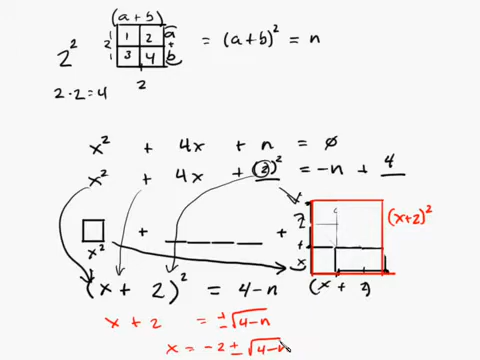 (a+b)
2² 2 1 1 1 2 3 4 a + b = (a+b)² = n
2·2=4 2
x² + 4x + n = 0
x² + 4x + (2)² = -n + 4
x² + + 2 + x (x+2)²
(x + 2)
(x + 2)² = 4-n
x + 2 = ±√4-n
x = -2 ± √4-n